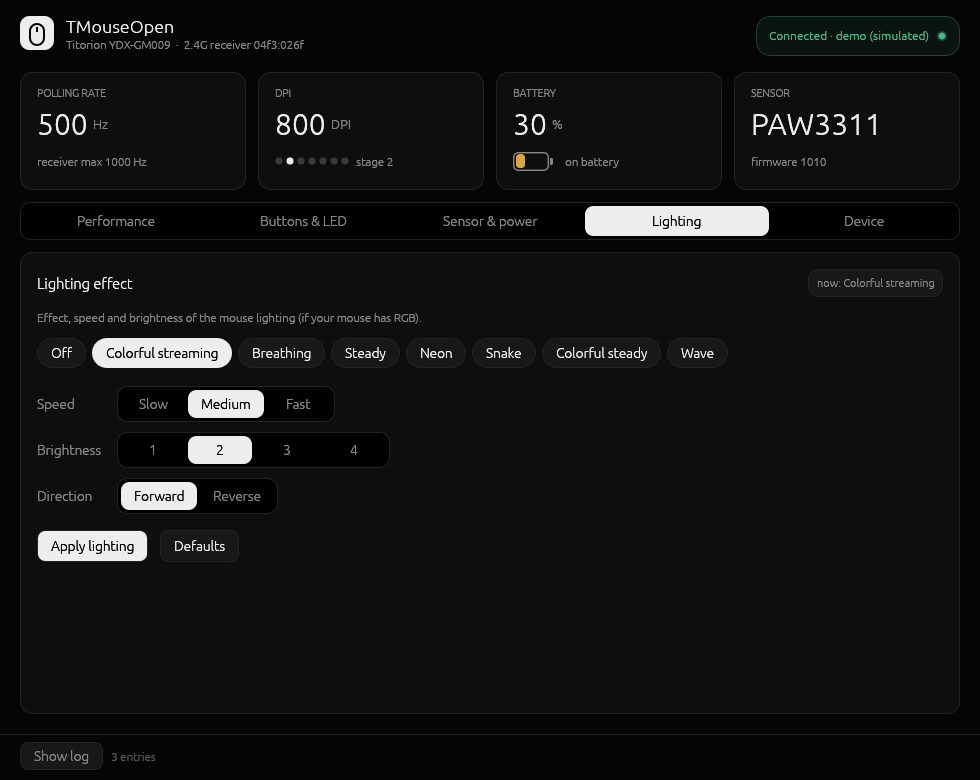 TMouseOpen
Titorion YDX-GM009 · 2.4G receiver 04f3:026f
Connected · demo (simulated)
POLLING RATE
500 Hz
receiver max 1000 Hz
DPI
800 DPI
stage 2
BATTERY
30 %
on battery
SENSOR
PAW3311
firmware 1010
Performance
Buttons & LED
Sensor & power
Lighting
Device
Lighting effect
now: Colorful streaming
Effect, speed and brightness of the mouse lighting (if your mouse has RGB).
Off
Colorful streaming
Breathing
Steady
Neon
Snake
Colorful steady
Wave
Speed
Slow
Medium
Fast
Brightness
1
2
3
4
Direction
Forward
Reverse
Apply lighting
Defaults
Show log
3 entries